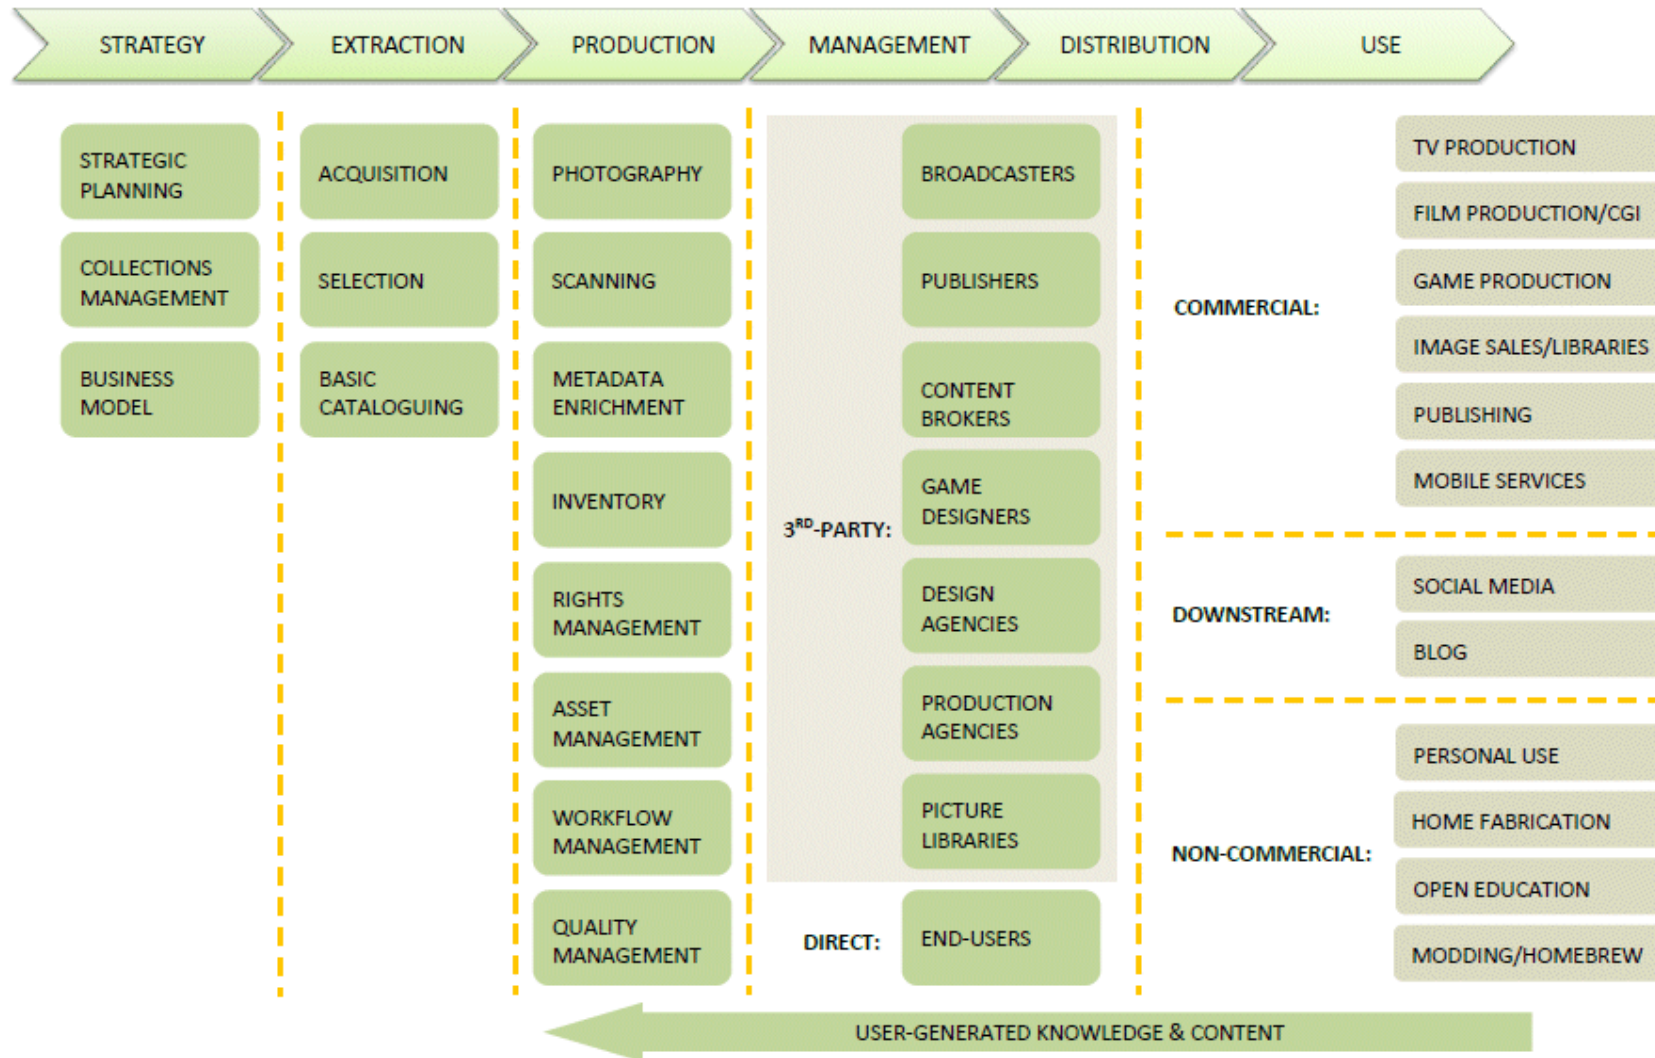 STRATEGY
EXTRACTION
PRODUCTION
MANAGEMENT
DISTRIBUTION
USE
STRATEGIC
PLANNING
COLLECTIONS
MANAGEMENT
BUSINESS
MODEL
ACQUISITION
SELECTION
BASIC
CATALOGUING
PHOTOGRAPHY
SCANNING
METADATA
ENRICHMENT
INVENTORY
RIGHTS
MANAGEMENT
ASSET
MANAGEMENT
WORKFLOW
MANAGEMENT
QUALITY
MANAGEMENT
3RD-PARTY:
BROADCASTERS
PUBLISHERS
CONTENT
BROKERS
GAME
DESIGNERS
DESIGN
AGENCIES
PRODUCTION
AGENCIES
PICTURE
LIBRARIES
DIRECT:
END-USERS
COMMERCIAL:
TV PRODUCTION
FILM PRODUCTION/CGI
GAME PRODUCTION
IMAGE SALES/LIBRARIES
PUBLISHING
MOBILE SERVICES
DOWNSTREAM:
SOCIAL MEDIA
BLOG
NON-COMMERCIAL:
PERSONAL USE
HOME FABRICATION
OPEN EDUCATION
MODDING/HOMEBREW
USER-GENERATED KNOWLEDGE & CONTENT